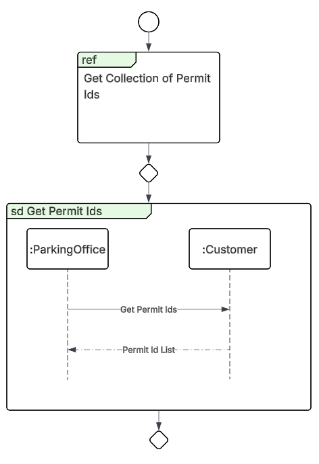 ref
Get Collection of Permit
Ids
sd Get Permit Ids
:ParkingOffice
:Customer
Get Permit Ids
Permit Id List